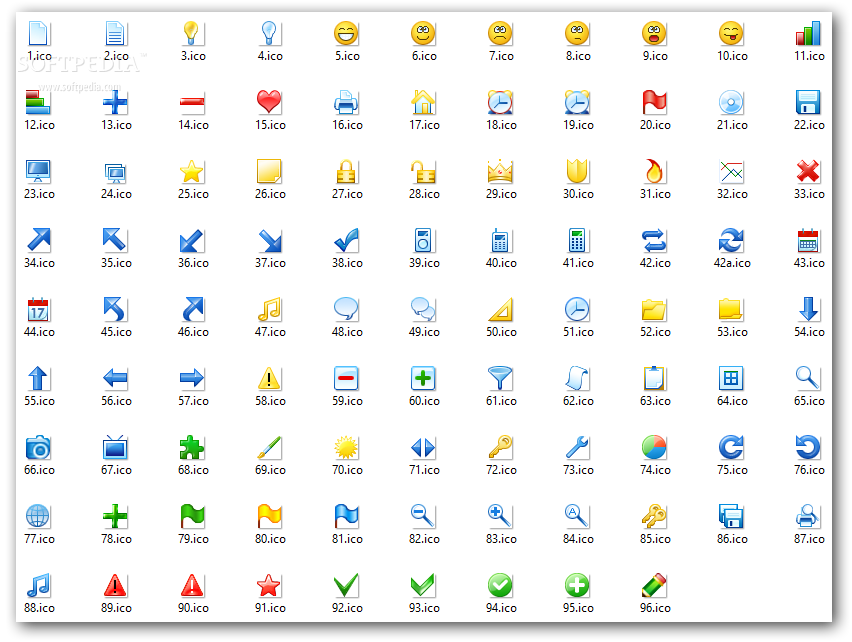 1.ico 2.ico 3.ico 4.ico 5.ico 6.ico 7.ico 8.ico 9.ico 10.ico 11.ico
SOFTPEDIA™
www.softpedia.com
12.ico 13.ico 14.ico 15.ico 16.ico 17.ico 18.ico 19.ico 20.ico 21.ico 22.ico
23.ico 24.ico 25.ico 26.ico 27.ico 28.ico 29.ico 30.ico 31.ico 32.ico 33.ico
34.ico 35.ico 36.ico 37.ico 38.ico 39.ico 40.ico 41.ico 42.ico 42a.ico 43.ico
17
44.ico 45.ico 46.ico 47.ico 48.ico 49.ico 50.ico 51.ico 52.ico 53.ico 54.ico
55.ico 56.ico 57.ico 58.ico 59.ico 60.ico 61.ico 62.ico 63.ico 64.ico 65.ico
66.ico 67.ico 68.ico 69.ico 70.ico 71.ico 72.ico 73.ico 74.ico 75.ico 76.ico
A
77.ico 78.ico 79.ico 80.ico 81.ico 82.ico 83.ico 84.ico 85.ico 86.ico 87.ico
88.ico 89.ico 90.ico 91.ico 92.ico 93.ico 94.ico 95.ico 96.ico